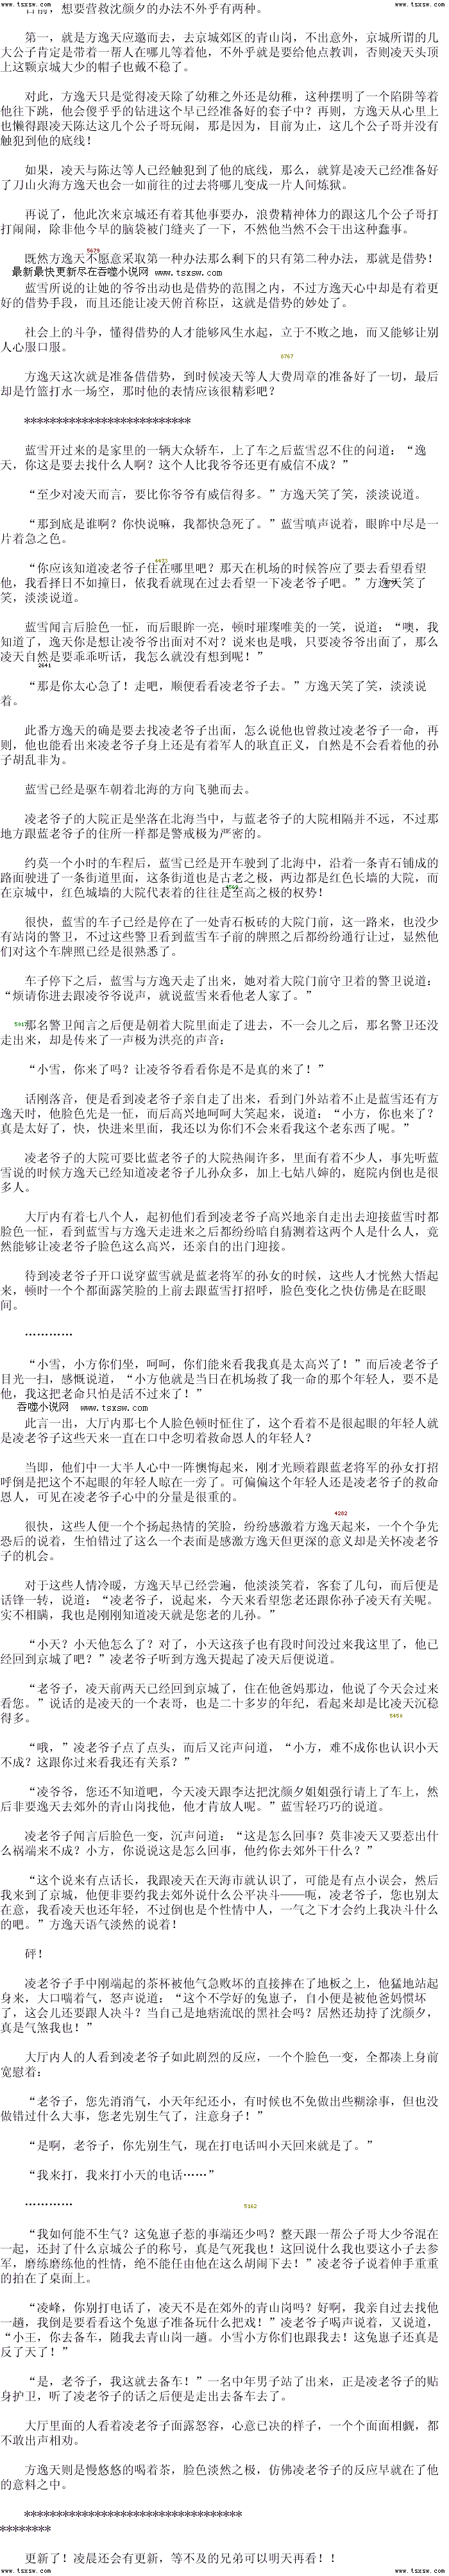 www.tsxsw.com www.tsxsw.com
目前，想要营救沈颜夕的办法不外乎有两种。
第一，就是方逸天应邀而去，去京城郊区的青山岗，不出意外，京城所谓的几
大公子肯定是带着一帮人在哪儿等着他，不外乎就是要给他点教训，否则凌天头顶
上这颗京城大少的帽子也戴不稳了。
对此，方逸天只是觉得凌天除了幼稚之外还是幼稚，这种摆明了一个陷阱等着
他往下跳，他会傻乎乎的钻进这个早已经准备好的套子中？再则，方逸天从心里上
也懒得跟凌天陈达这几个公子哥玩闹，那是因为，目前为止，这几个公子哥并没有
触犯到他的底线！
如果，凌天与陈达等人已经触犯到了他的底线，那么，就算是凌天已经准备好
了刀山火海方逸天也会一如前往的过去将哪儿变成一片人间炼狱。
再说了，他此次来京城还有着其他事要办，浪费精神体力的跟这几个公子哥打
打闹闹，除非他今早的脑袋被门缝夹了一下，不然他当然不会干出这种蠢事。
5679
既然方逸天不愿意采取第一种办法那么剩下的只有第二种办法，那就是借势！
最新最快更新尽在吞噬小说网 www.tsxsw.com
蓝雪所说的让她的爷爷出动也是借势的范围之内，不过方逸天心中却是有着更
好的借势手段，而且还能让凌天俯首称臣，这就是借势的妙处了。
社会上的斗争，懂得借势的人才能够风生水起，立于不败之地，而又能够让别
人心服口服。
6767
方逸天这次就是准备借借势，到时候凌天等人大费周章的准备好了一切，最后
却是竹篮打水一场空，那时他的表情应该很精彩吧？
**************************
蓝雪开过来的是家里的一辆大众轿车，上了车之后蓝雪忍不住的问道：“逸
天，你这是要去找什么人啊？这个人比我爷爷还更有威信不成？”
“至少对凌天而言，要比你爷爷有威信得多。”方逸天笑了笑，淡淡说道。
“那到底是谁啊？你快说嘛，我都快急死了。”蓝雪嗔声说着，眼眸中尽是一
片着急之色。
4473
“你应该知道凌老爷子住在哪里吧？那天在机场的时候答应了要去看望看望
他，我看择日不如撞日，依我看就现在过去看望一下凌老爷子吧。”方逸天笑了
笑，淡淡说道。
蓝雪闻言后脸色一怔，而后眼眸一亮，顿时璀璨唯美的一笑，说道：“噢，我
知道了，逸天你是想让凌爷爷出面对不对？说来也是哦，只要凌爷爷出面了，那么
凌天自然是要乖乖听话，我怎么就没有想到呢！”
2641
“那是你太心急了！走吧，顺便看看凌老爷子去。”方逸天笑了笑，淡淡说
着。
此番方逸天的确是要去找凌老爷子出面，怎么说他也曾救过凌老爷子一命，再
则，他也能看出来凌老爷子身上还是有着军人的耿直正义，自然是不会看着他的孙
子胡乱非为。
蓝雪已经是驱车朝着北海的方向飞驰而去。
凌老爷子的大院正是坐落在北海当中，与蓝老爷子的大院相隔并不远，不过那
地方跟蓝老爷子的住所一样都是警戒极为严密的。
约莫一个小时的车程后，蓝雪已经是开车驶到了北海中，沿着一条青石铺成的
路面驶进了一条街道里面，这条街道也是古老之极，两边都是红色长墙的大院，而
在京城中，红色城墙的大院代表着的往往是至高之极的权势！
很快，蓝雪的车子已经是停在了一处青石板砖的大院门前，这一路来，也没少
有站岗的警卫，不过这些警卫看到蓝雪车子前的牌照之后都纷纷通行让过，显然他
们对这个车牌照已经是很熟悉了。
车子停下之后，蓝雪与方逸天走了出来，她对着大院门前守卫着的警卫说道：
“烦请你进去跟凌爷爷说声，就说蓝雪来看他老人家了。”
那名警卫闻言之后便是朝着大院里面走了进去，不一会儿之后，那名警卫还没
走出来，却是传来了一声极为洪亮的声音：
“小雪，你来了吗？让凌爷爷看看你是不是真的来了！”
话刚落音，便是看到凌老爷子亲自走了出来，看到门外站着不止是蓝雪还有方
逸天时，他脸色先是一怔，而后高兴地呵呵大笑起来，说道：“小方，你也来了？
真是太好了，快，快进来里面，我还以为你们不会来看我这个老东西了呢。”
凌老爷子的大院可要比蓝老爷子的大院热闹许多，里面有着不少人，事先听蓝
雪说的时候方逸天已经知道凌老爷子儿孙众多，加上七姑八婶的，庭院内倒也是很
多人。
大厅内有着七八个人，起初他们看到凌老爷子高兴地亲自走出去迎接蓝雪时都
脸色一怔，看到蓝雪与方逸天走进来之后都纷纷暗自猜测着这两个人是什么人，竟
然能够让凌老爷子脸色这么高兴，还亲自的出门迎接。
待到凌老爷子开口说穿蓝雪就是蓝老将军的孙女的时候，这些人才恍然大悟起
来，顿时一个个都面露笑脸的上前去跟蓝雪打招呼，脸色变化之快仿佛是在眨眼
间。
…………
“小雪，小方你们坐，呵呵，你们能来看我我真是太高兴了！”而后凌老爷子
目光一扫，感慨说道，“小方他就是当日在机场救了我一命的那个年轻人，要不是
他，我这把老命只怕是活不过来了！”
吞噬小说网 www.tsxsw.com
此言一出，大厅内那七个人脸色顿时怔住了，这个看着不是很起眼的年轻人就
是凌老爷子这些天来一直在口中念叨着救命恩人的年轻人？
当即，他们中一大半人心中一阵懊悔起来，刚才光顾着跟蓝老将军的孙女打招
呼倒是把这个不起眼的年轻人晾在一旁了。可偏偏这个年轻人还是凌老爷子的救命
恩人，可见在凌老爷子心中的分量是很重的。
4282
很快，这些人便一个个扬起热情的笑脸，纷纷感激着方逸天起来，一个个争先
恐后的说着，生怕错过了这么一个表面是感激方逸天但更深的意义却是关怀凌老爷
子的机会。
对于这些人情冷暖，方逸天早已经尝遍，他淡淡笑着，客套了几句，而后便是
话锋一转，说道：“凌老爷子，说起来，今天来看望您老还跟你孙子凌天有关呢。
实不相瞒，我也是刚刚知道凌天就是您老的儿孙。”
“小天？小天他怎么了？对了，小天这孩子也有段时间没过来我这里了，他已
经回到京城了吧？”凌老爷子听到方逸天提起了凌天后便说道。
“老爷子，凌天前两天已经回到京城了，住在他爸妈那边，他说了今天会过来
看您。”说话的是凌天的一个表哥，也是二十多岁的年纪，看起来却是比凌天沉稳
得多。
5454
“哦，”凌老爷子点了点头，而后又诧声问道，“小方，难不成你也认识小天
不成？这跟你过来看我还有关系？”
“凌爷爷，您还不知道吧，今天凌天跟李达把沈颜夕姐姐强行请上了车上，然
后非要逸天去郊外的青山岗找他，他才肯放人呢。”蓝雪轻巧巧的说道。
凌老爷子闻言后脸色一变，沉声问道：“这是怎么回事？莫非凌天又要惹出什
么祸端来不成？小方，你说说这是怎么回事，他约你去郊外干什么？”
“这个说来有点话长，我跟凌天在天海市就认识了，可能是有点小误会，然后
我来到了京城，他便非要约我去郊外说什么公平决斗——呃，凌老爷子，您也别太
在意，我看凌天也还年轻，不过倒也是个性情中人，一气之下才会约上我决斗什么
的吧。”方逸天语气淡然的说着！
砰！
凌老爷子手中刚端起的茶杯被他气急败坏的直接摔在了地板之上，他猛地站起
身来，大口喘着气，怒声说道：“这个不学好的兔崽子，自小便是被他爸妈惯坏
了，这会儿还要跟人决斗？当自己是地痞流氓的黑社会吗？居然还劫持了沈颜夕，
真是气煞我也！”
大厅内人的人看到凌老爷子如此剧烈的反应，一个个脸色一变，全都凑上身前
宽慰着：
“老爷子，您先消消气，小天年纪还小，有时候也不免做出些糊涂事，但也没
做错过什么大事，您老先别生气了，注意身子！”
“是啊，老爷子，你先别生气，现在打电话叫小天回来就是了。”
“我来打，我来打小天的电话……”
…………
5162
“我如何能不生气？这兔崽子惹的事端还少吗？整天跟一帮公子哥大少爷混在
一起，还封了什么京城公子的称号，真是气死我也！这回说什么我也要这小子去参
军，磨练磨练他的性情，绝不能任由他在这么胡闹下去！”凌老爷子说着伸手重重
的拍在了桌面上。
“凌峰，你别打电话了，凌天不是在郊外的青山岗吗？好啊，我亲自过去找他
一趟，我倒是要看看这个兔崽子准备玩什么把戏！”凌老爷子喝声说着，又说道，
“小王，你去备车，随我去青山岗一趟。小雪小方你们也跟我去！这兔崽子还真是
反了天了！”
“是，老爷子，我这就去备车！”一名中年男子站了出来，正是凌老爷子的贴
身护卫，听了凌老爷子的话之后便是走出去备车去了。
大厅里面的人看着凌老爷子面露怒容，心意已决的样子，一个个面面相觑，都
不敢出声相劝。
方逸天则是慢悠悠的喝着茶，脸色淡然之极，仿佛凌老爷子的反应早就在了他
的意料之中。
**********************************
********
更新了！凌晨还会有更新，等不及的兄弟可以明天再看！！
www.tsxsw.com www.tsxsw.com